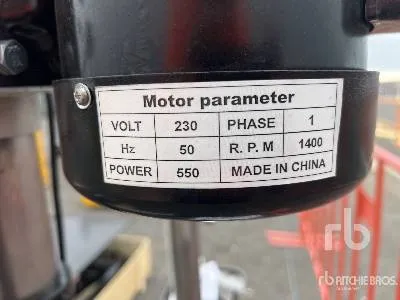 Motor parameter
VOLT 230 PHASE 1
Hz 50 R. P. M 1400
POWER 550 MADE IN CHINA
rb
rb RITCHIE BROS.